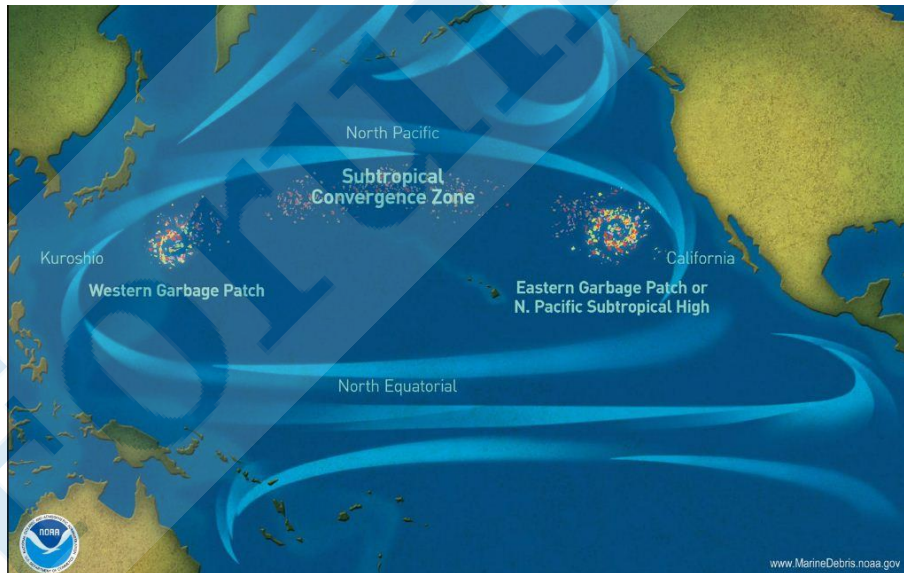 North Pacific
Subtropical
Convergence Zone
Kuroshio
California
Western Garbage Patch
Eastern Garbage Patch or
N. Pacific Subtropical High
North Equatorial
NOAA
www.MarineDebris.noaa.gov